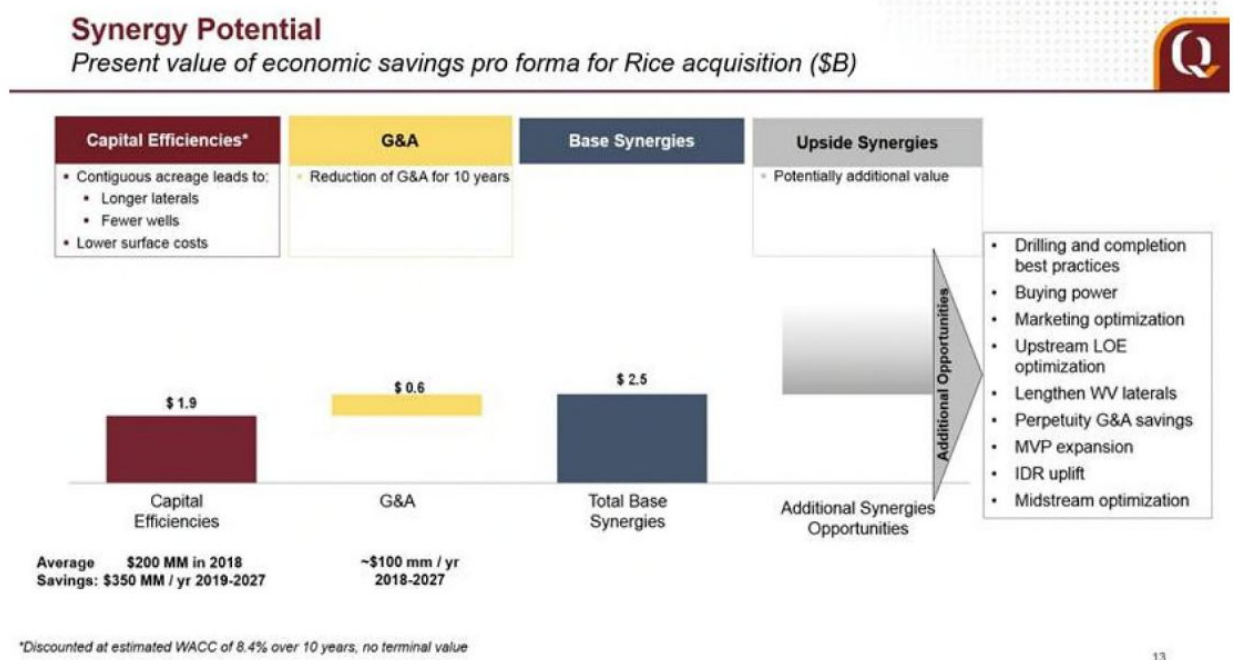 Synergy Potential
Present value of economic savings pro forma for Rice acquisition ($B)
Q
Capital Efficiencies*
• Contiguous acreage leads to:
▪ Longer laterals
▪ Fewer wells
• Lower surface costs
G&A
▪ Reduction of G&A for 10 years
Base Synergies
Upside Synergies
▪ Potentially additional value
$ 1.9
$ 0.6
$ 2.5
Additional Opportunities
• Drilling and completion
best practices
• Buying power
• Marketing optimization
• Upstream LOE
optimization
• Lengthen WV laterals
• Perpetuity G&A savings
• MVP expansion
• IDR uplift
• Midstream optimization
Capital
Efficiencies
G&A
Total Base
Synergies
Additional Synergies
Opportunities
Average $200 MM in 2018
Savings: $350 MM / yr 2019-2027
~$100 mm / yr
2018-2027
*Discounted at estimated WACC of 8.4% over 10 years, no terminal value
13